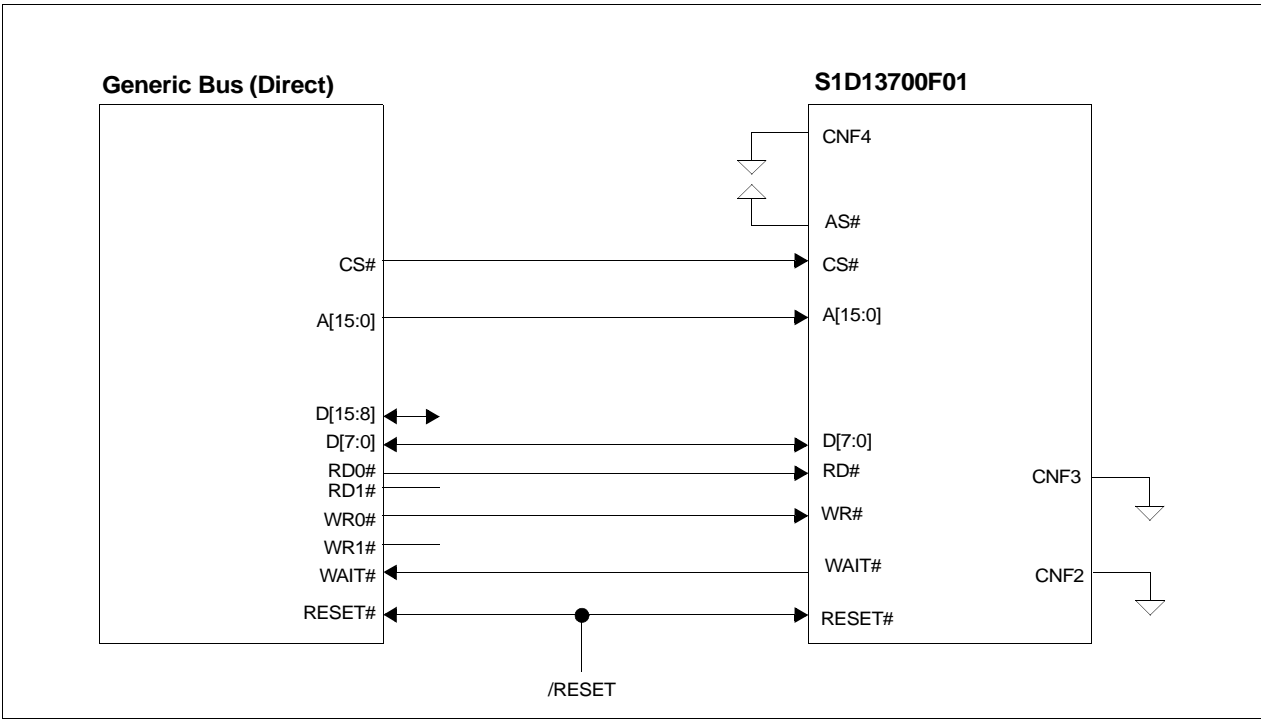 Generic Bus (Direct)
S1D13700F01
CNF4
AS#
CS#
CS#
A[15:0]
A[15:0]
D[15:8]
D[7:0]
D[7:0]
RD0#
RD#
RD1#
CNF3
WR0#
WR#
WR1#
WAIT#
WAIT#
CNF2
RESET#
RESET#
/RESET